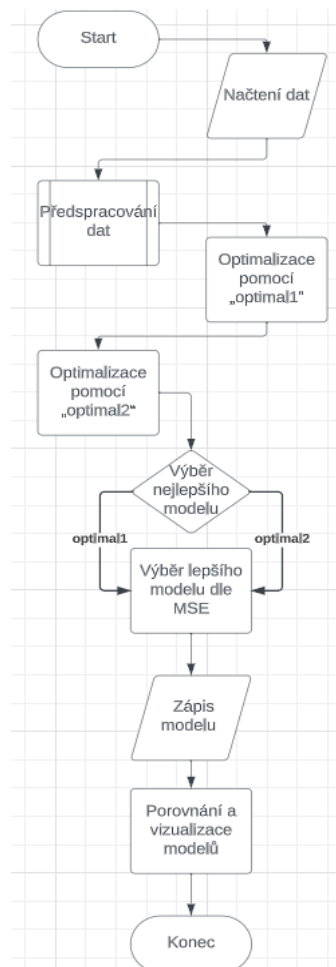 Start
Načtení dat
Předspracování
dat
Optimalizace
pomocí
„optimal1“
Optimalizace
pomocí
„optimal2“
Výběr
nejlepšího
modelu
optimal1
optimal2
Výběr lepšího
modelu dle
MSE
Zápis
modelu
Porovnání a
vizualizace
modelů
Konec